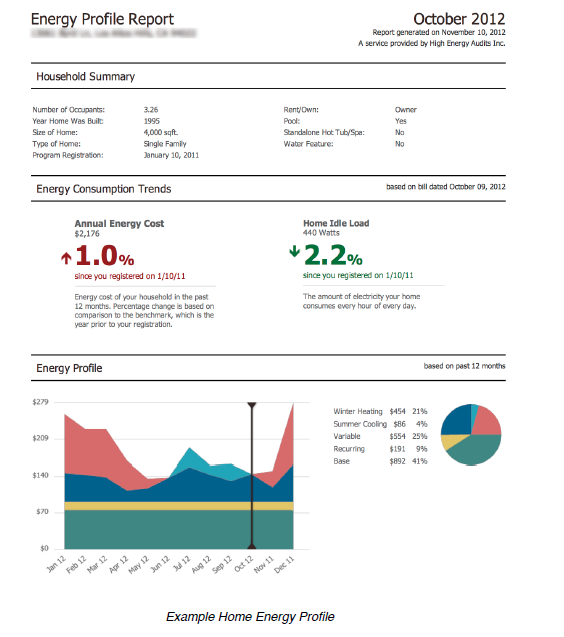 Energy Profile Report
October 2012
Report generated on November 10, 2012
A service provided by High Energy Audits Inc.
Household Summary
Number of Occupants: 3.26 Rent/Own: Owner
Year Home Was Built: 1995 Pool: Yes
Size of Home: 4,000 sqft. Standalone Hot Tub/Spa: No
Type of Home: Single Family Water Feature: No
Program Registration: January 10, 2011
Energy Consumption Trends
based on bill dated October 09, 2012
Annual Energy Cost
$2,176
1.0%
since you registered on 1/10/11
Energy cost of your household in the past
12 months. Percentage change is based on
comparison to the benchmark, which is the
year prior to your registration.
Home Idle Load
440 Watts
2.2%
since you registered on 1/10/11
The amount of electricity your home
consumes every hour of every day.
Energy Profile
based on past 12 months
$279
$209
$140
$70
$0
Jan 12 Feb 12 Mar 12 Apr 12 May 12 Jun 12 Jul 12 Aug 12 Sep 12 Oct 12 Nov 11 Dec 11
Winter Heating $454 21%
Summer Cooling $86 4%
Variable $554 25%
Recurring $191 9%
Base $892 41%
Example Home Energy Profile